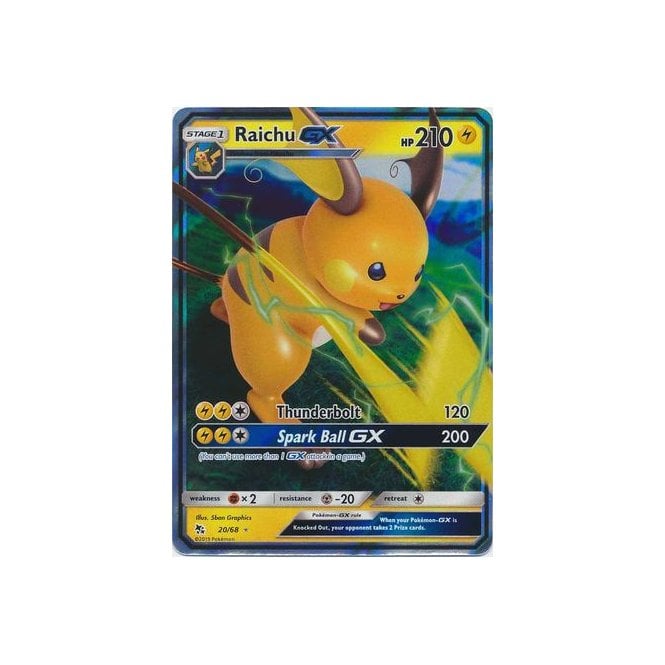 STAGE 1 Raichu GX HP 210
Thunderbolt 120
Spark Ball GX 200
(You can't use more than 1 GX attack in a game.)
weakness × 2 resistance -20 retreat
Illus. 5ban Graphics
20/68
©2019 Pokémon
Pokémon-GX rule
When your Pokémon-GX is
Knocked Out, your opponent takes 2 Prize cards.